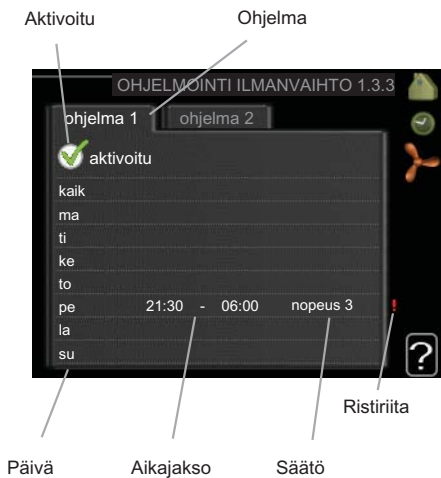 Aktivoitu Ohjelma
OHJELMOINTI ILMANVAIHTO 1.3.3
ohjelma 1 ohjelma 2
aktivoitu
kaik
ma
ti
ke
to
pe 21:30 - 06:00 nopeus 3 !
la
su
?
Ristiriita
Päivä Aikajakso Säätö